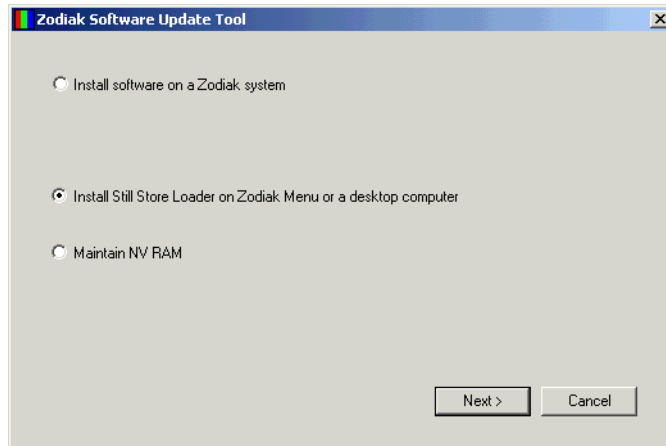 Zodiak Software Update Tool
Install software on a Zodiak system
Install Still Store Loader on Zodiak Menu or a desktop computer
Maintain NV RAM
Next >
Cancel